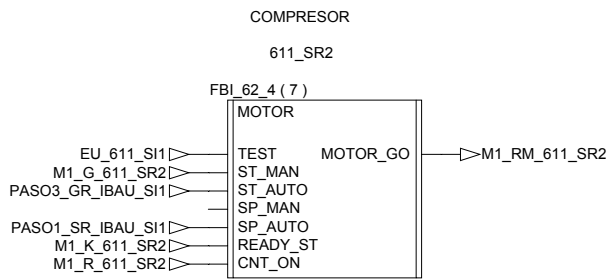 COMPRESOR
611_SR2
FBI_62_4 ( 7 )
MOTOR
EU_611_SI1 TEST MOTOR_GO M1_RM_611_SR2
M1_G_611_SR2 ST_MAN
PASO3_GR_IBAU_SI1 ST_AUTO
SP_MAN
PASO1_SR_IBAU_SI1 SP_AUTO
M1_K_611_SR2 READY_ST
M1_R_611_SR2 CNT_ON